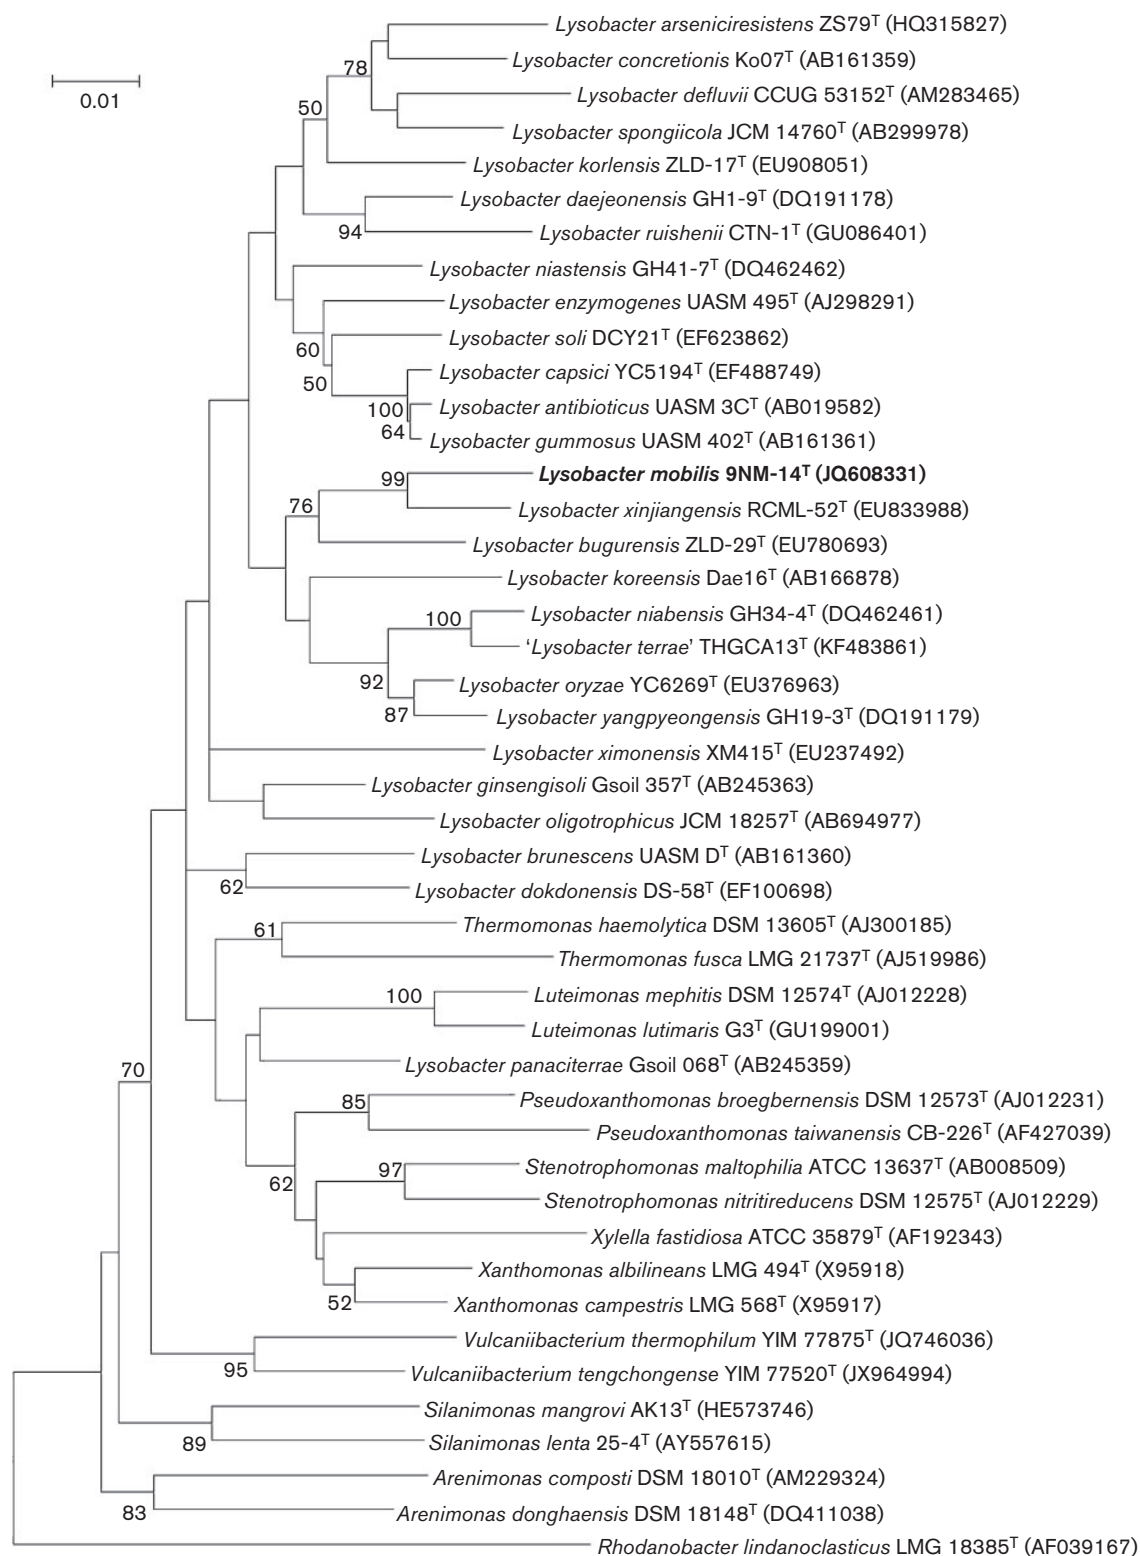 Lysobacter arseniciresistens ZS79ᵀ (HQ315827)
Lysobacter concretionis Ko07ᵀ (AB161359)
78
0.01
Lysobacter defluvii CCUG 53152ᵀ (AM283465)
50
Lysobacter spongiicola JCM 14760ᵀ (AB299978)
Lysobacter korlensis ZLD-17ᵀ (EU908051)
Lysobacter daejeonensis GH1-9ᵀ (DQ191178)
94
Lysobacter ruishenii CTN-1ᵀ (GU086401)
Lysobacter niastensis GH41-7ᵀ (DQ462462)
Lysobacter enzymogenes UASM 495ᵀ (AJ298291)
Lysobacter soli DCY21ᵀ (EF623862)
60
Lysobacter capsici YC5194ᵀ (EF488749)
50
Lysobacter antibioticus UASM 3Cᵀ (AB019582)
100
64
Lysobacter gummosus UASM 402ᵀ (AB161361)
Lysobacter mobilis 9NM-14ᵀ (JQ608331)
99
76
Lysobacter xinjiangensis RCML-52ᵀ (EU833988)
Lysobacter bugurensis ZLD-29ᵀ (EU780693)
Lysobacter koreensis Dae16ᵀ (AB166878)
Lysobacter niabensis GH34-4ᵀ (DQ462461)
100
‘Lysobacter terrae’ THGCA13ᵀ (KF483861)
92
Lysobacter oryzae YC6269ᵀ (EU376963)
87
Lysobacter yangpyeongensis GH19-3ᵀ (DQ191179)
Lysobacter ximonensis XM415ᵀ (EU237492)
Lysobacter ginsengisoli Gsoil 357ᵀ (AB245363)
Lysobacter oligotrophicus JCM 18257ᵀ (AB694977)
Lysobacter brunescens UASM Dᵀ (AB161360)
62
Lysobacter dokdonensis DS-58ᵀ (EF100698)
Thermomonas haemolytica DSM 13605ᵀ (AJ300185)
61
Thermomonas fusca LMG 21737ᵀ (AJ519986)
Luteimonas mephitis DSM 12574ᵀ (AJ012228)
100
Luteimonas lutimaris G3ᵀ (GU199001)
Lysobacter panaciterrae Gsoil 068ᵀ (AB245359)
70
Pseudoxanthomonas broegbernensis DSM 12573ᵀ (AJ012231)
85
Pseudoxanthomonas taiwanensis CB-226ᵀ (AF427039)
Stenotrophomonas maltophilia ATCC 13637ᵀ (AB008509)
97
62
Stenotrophomonas nitritireducens DSM 12575ᵀ (AJ012229)
Xylella fastidiosa ATCC 35879ᵀ (AF192343)
Xanthomonas albilineans LMG 494ᵀ (X95918)
52
Xanthomonas campestris LMG 568ᵀ (X95917)
Vulcaniibacterium thermophilum YIM 77875ᵀ (JQ746036)
95
Vulcaniibacterium tengchongense YIM 77520ᵀ (JX964994)
Silanimonas mangrovi AK13ᵀ (HE573746)
89
Silanimonas lenta 25-4ᵀ (AY557615)
Arenimonas composti DSM 18010ᵀ (AM229324)
83
Arenimonas donghaensis DSM 18148ᵀ (DQ411038)
Rhodanobacter lindanoclasticus LMG 18385ᵀ (AF039167)